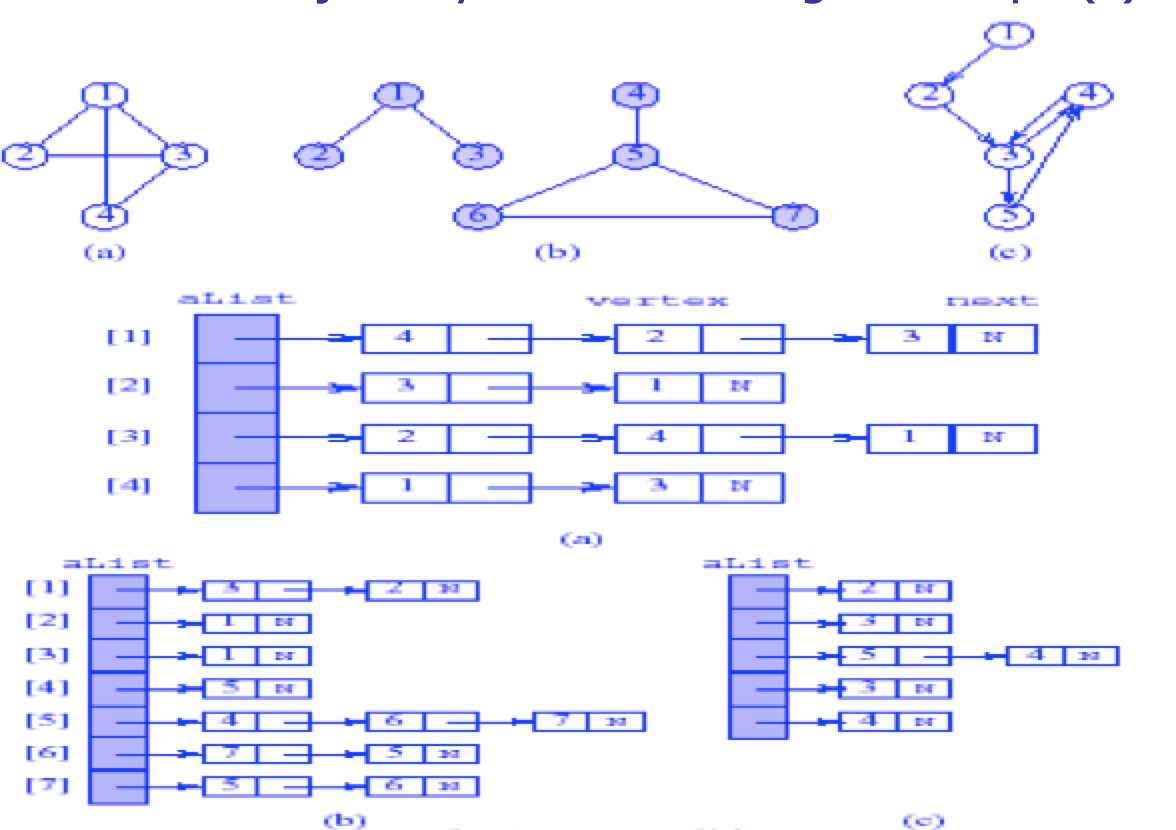 1
1 1 4 2 4
2 3 2 3 5 3
4 6 7 5
(a) (b) (c)
aList vertex next
[1] 4 2 3 N
[2] 3 1 N
[3] 2 4 1 N
[4] 1 3 N
(a)
aList aList
[1] 3 2 N 2 N
[2] 1 N 3 N
[3] 1 N 5 4 N
[4] 5 N 3 N
[5] 4 6 7 N 4 N
[6] 7 5 N
[7] 5 6 N
(b) (c)